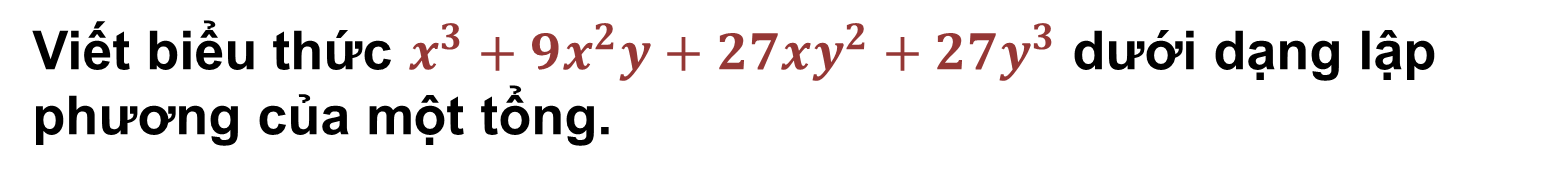 Viết biểu thức x³ + 9x²y + 27xy² + 27y³ dưới dạng lập
phương của một tổng.